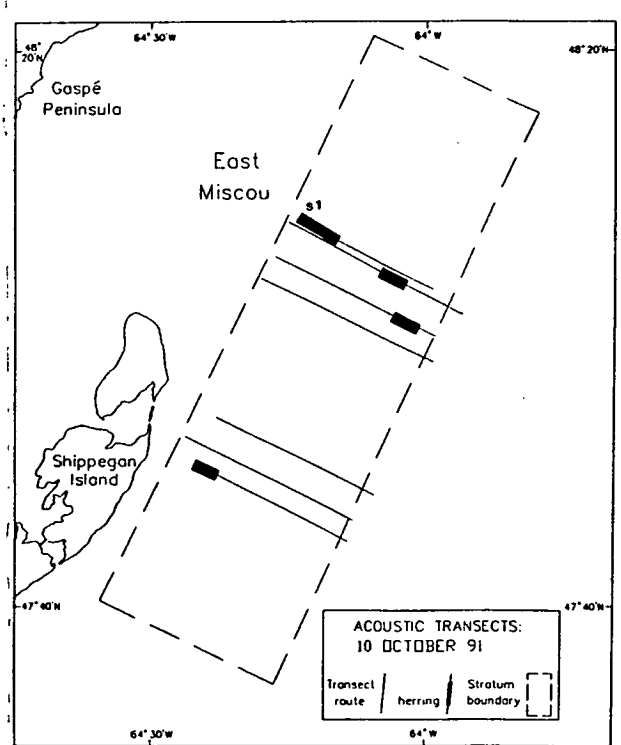 64°30'W
64°W
48°
20'N
48°20'N
Gaspé
Peninsula
East
Miscou
s1
Shippegan
Island
47°40'N
47°40'N
ACOUSTIC TRANSECTS:
10 OCTOBER 91
Transect
route
herring
Stratum
boundary
64°30'W
64°W